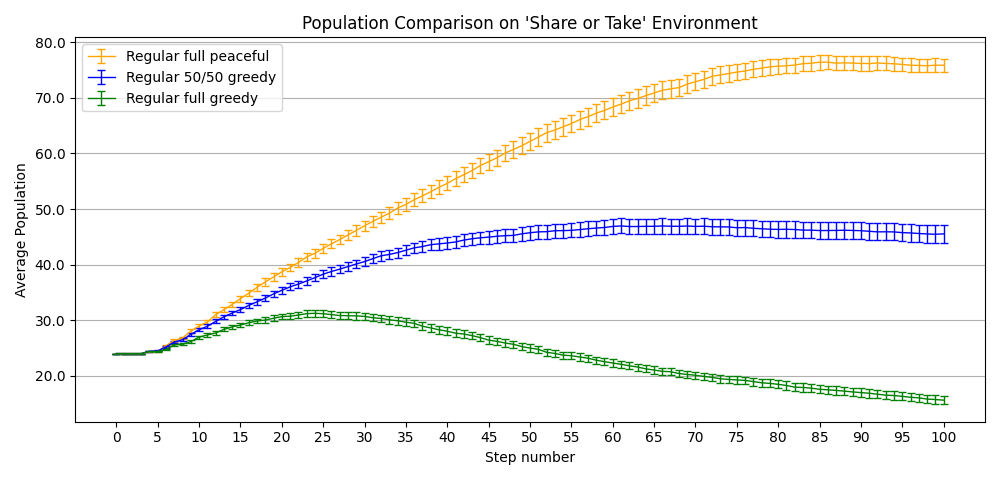 Population Comparison on 'Share or Take' Environment
Regular full peaceful
Regular 50/50 greedy
Regular full greedy
Average Population
80.0
70.0
60.0
50.0
40.0
30.0
20.0
0 5 10 15 20 25 30 35 40 45 50 55 60 65 70 75 80 85 90 95 100
Step number